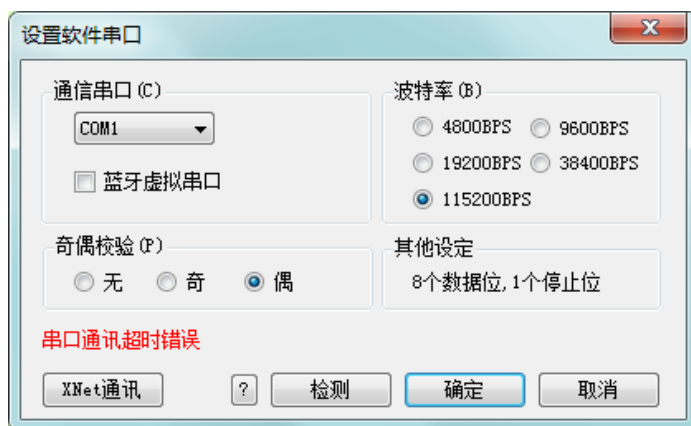 设置软件串口
通信串口(C)
COM1
蓝牙虚拟串口
波特率(B)
4800BPS 9600BPS
19200BPS 38400BPS
115200BPS
奇偶校验(P)
无 奇 偶
其他设定
8个数据位,1个停止位
串口通讯超时错误
XNet通讯 ? 检测 确定 取消